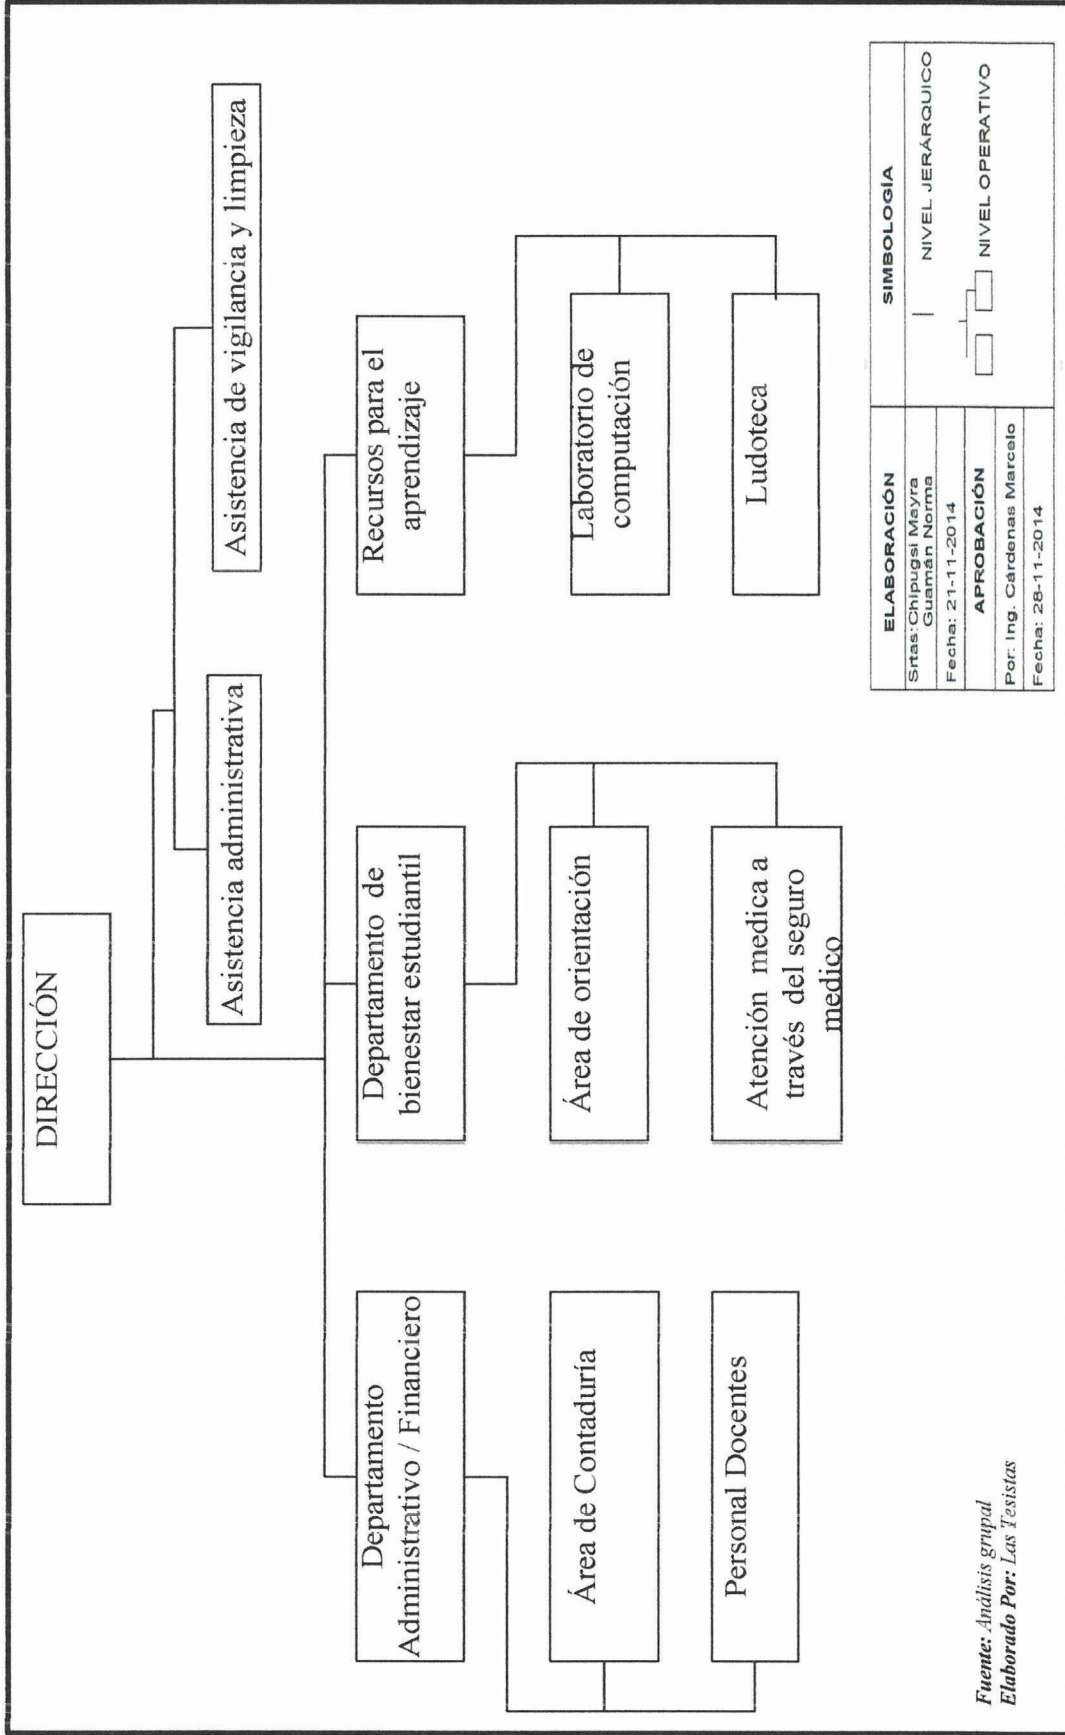 DIRECCIÓN
Asistencia administrativa
Asistencia de vigilancia y limpieza
Departamento
Administrativo / Financiero
Departamento de
bienestar estudiantil
Recursos para el
aprendizaje
Área de Contaduría
Área de orientación
Laboratorio de
computación
Personal Docentes
Atención medica a
través del seguro
medico
Ludoteca
ELABORACIÓN
Srtas:Chipugsi Mayra
Guamán Norma
Fecha: 21-11-2014
APROBACIÓN
Por: Ing. Cárdenas Marcelo
Fecha: 28-11-2014
SIMBOLOGÍA
NIVEL JERÁRQUICO
NIVEL OPERATIVO
Fuente: Análisis grupal
Elaborado Por: Las Tesistas